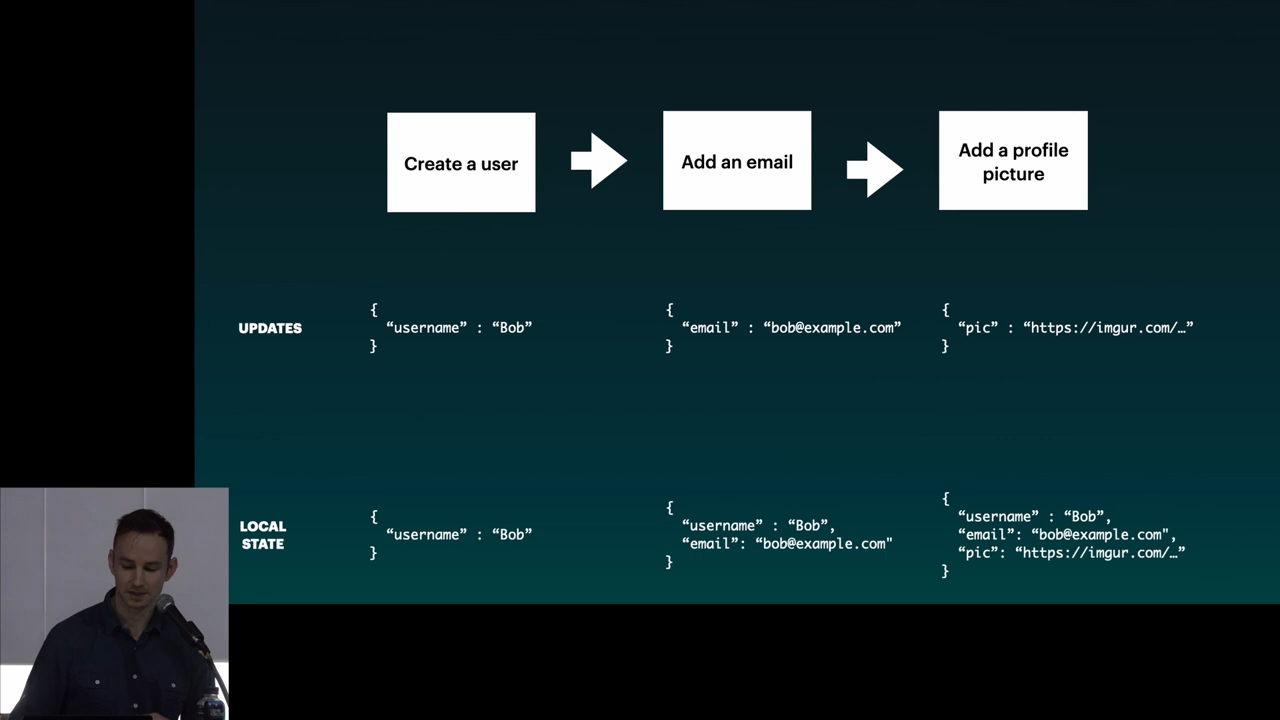 Create a user
Add an email
Add a profile
picture
UPDATES
{
“username” : “Bob”
}
{
“email” : “bob@example.com”
}
{
“pic” : “https://imgur.com/…”
}
LOCAL
STATE
{
“username” : “Bob”
}
{
“username” : “Bob”,
“email”: “bob@example.com"
}
{
“username” : “Bob”,
“email”: “bob@example.com",
“pic”: “https://imgur.com/…”
}